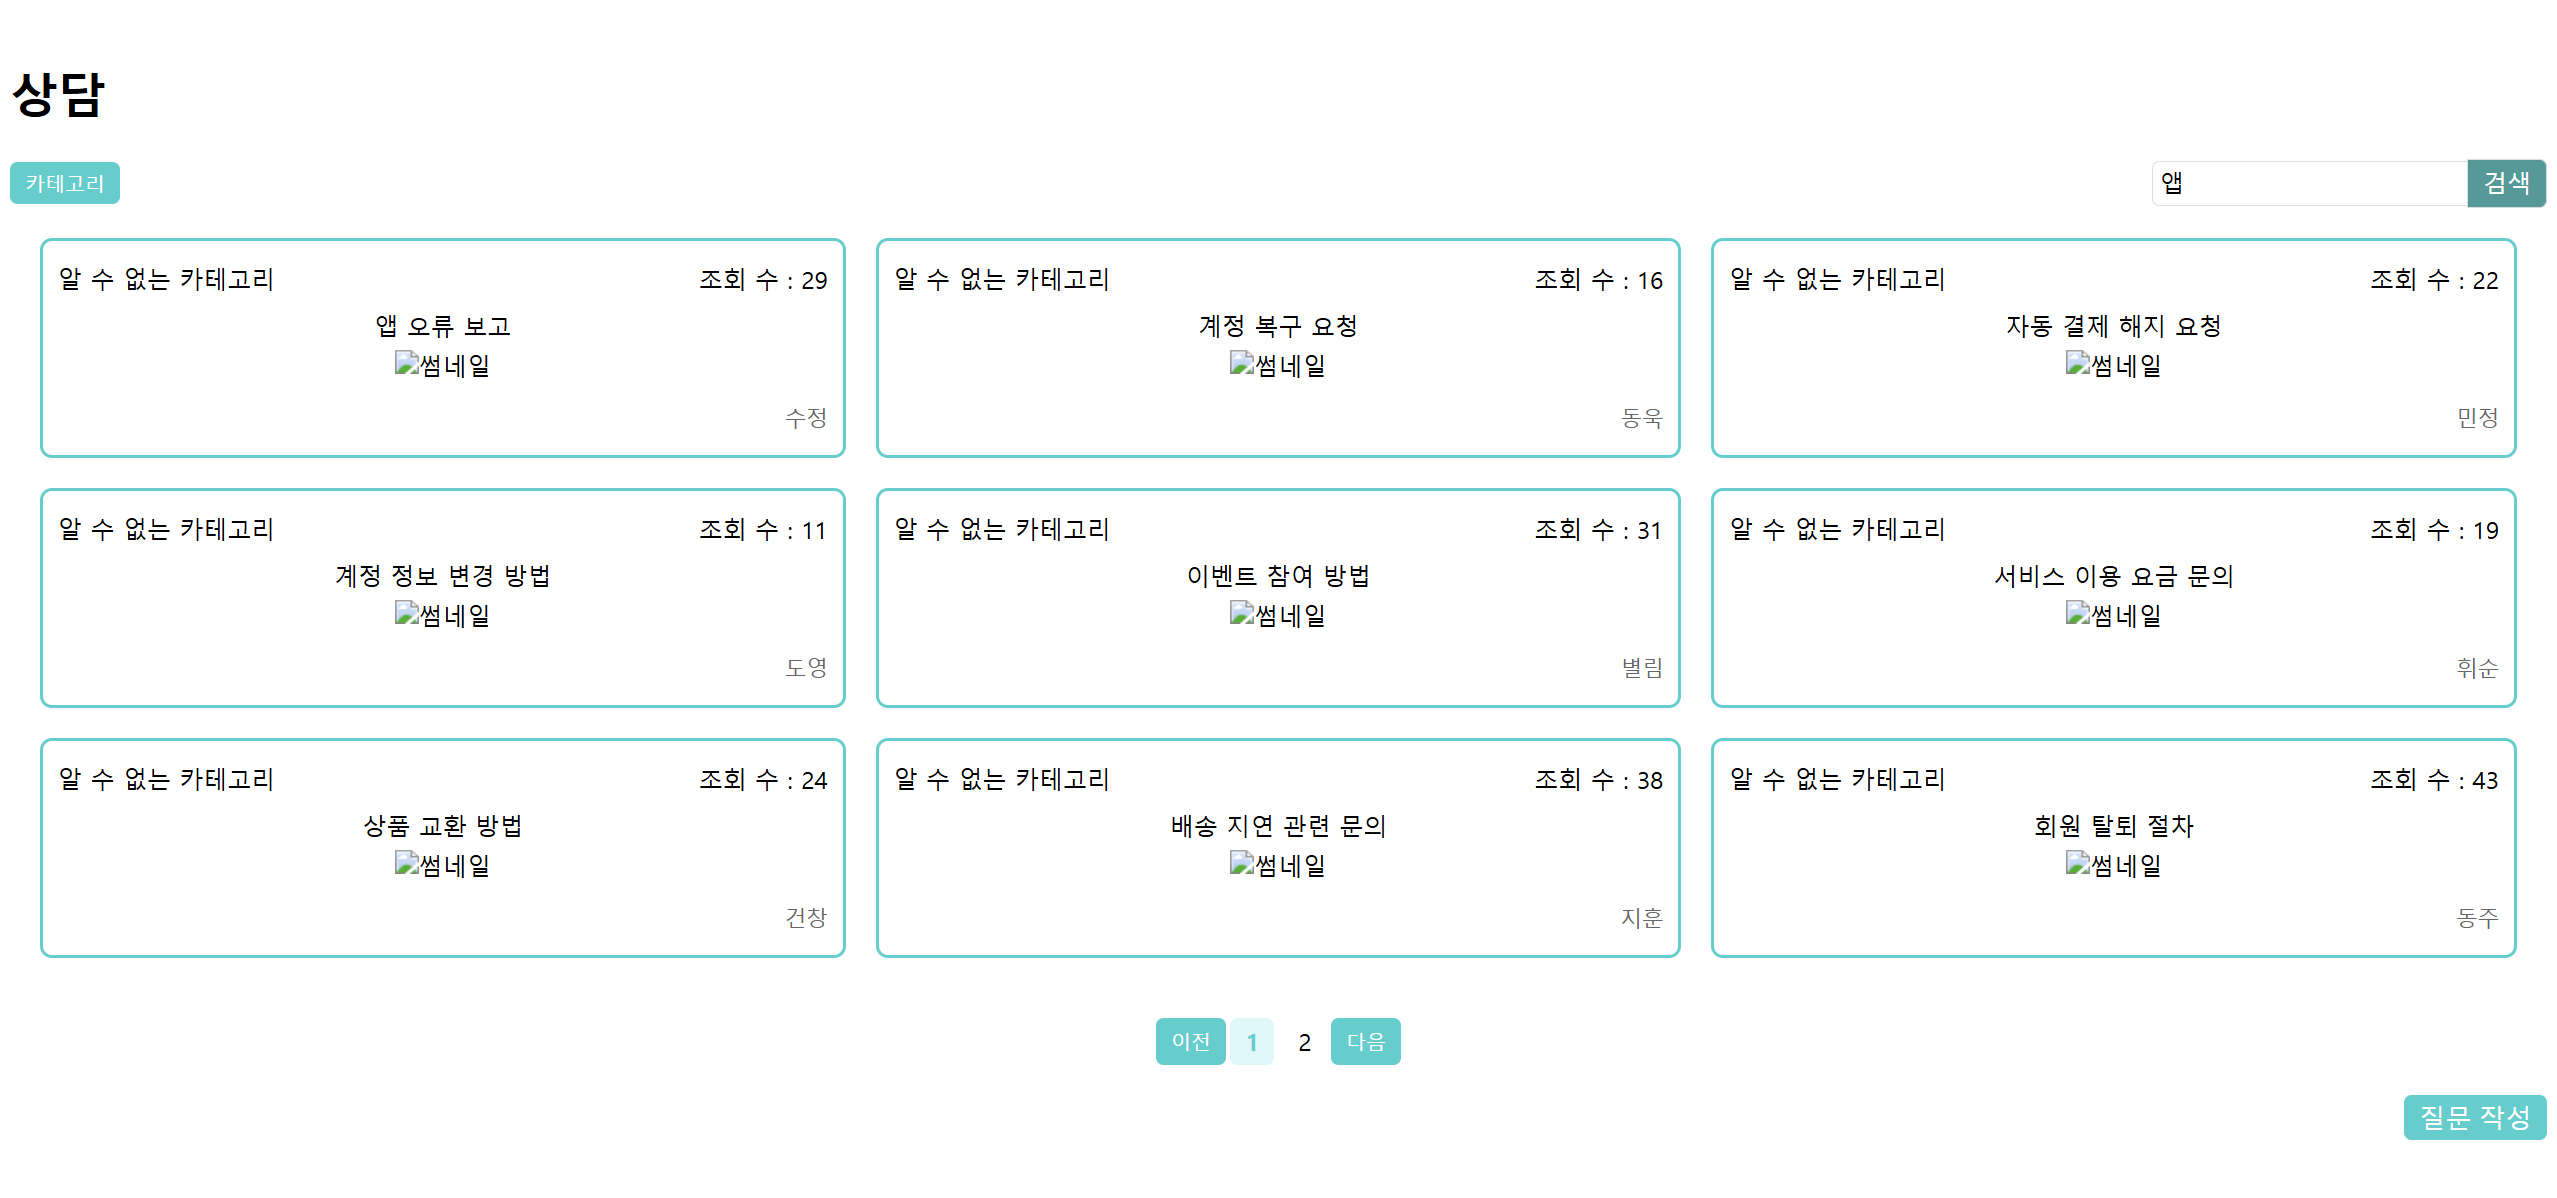 상담
카테고리
앱 검색
알 수 없는 카테고리 조회 수 : 29
앱 오류 보고
썸네일
수정
알 수 없는 카테고리 조회 수 : 16
계정 복구 요청
썸네일
동욱
알 수 없는 카테고리 조회 수 : 22
자동 결제 해지 요청
썸네일
민정
알 수 없는 카테고리 조회 수 : 11
계정 정보 변경 방법
썸네일
도영
알 수 없는 카테고리 조회 수 : 31
이벤트 참여 방법
썸네일
별림
알 수 없는 카테고리 조회 수 : 19
서비스 이용 요금 문의
썸네일
휘순
알 수 없는 카테고리 조회 수 : 24
상품 교환 방법
썸네일
건창
알 수 없는 카테고리 조회 수 : 38
배송 지연 관련 문의
썸네일
지훈
알 수 없는 카테고리 조회 수 : 43
회원 탈퇴 절차
썸네일
동주
이전 1 2 다음
질문 작성